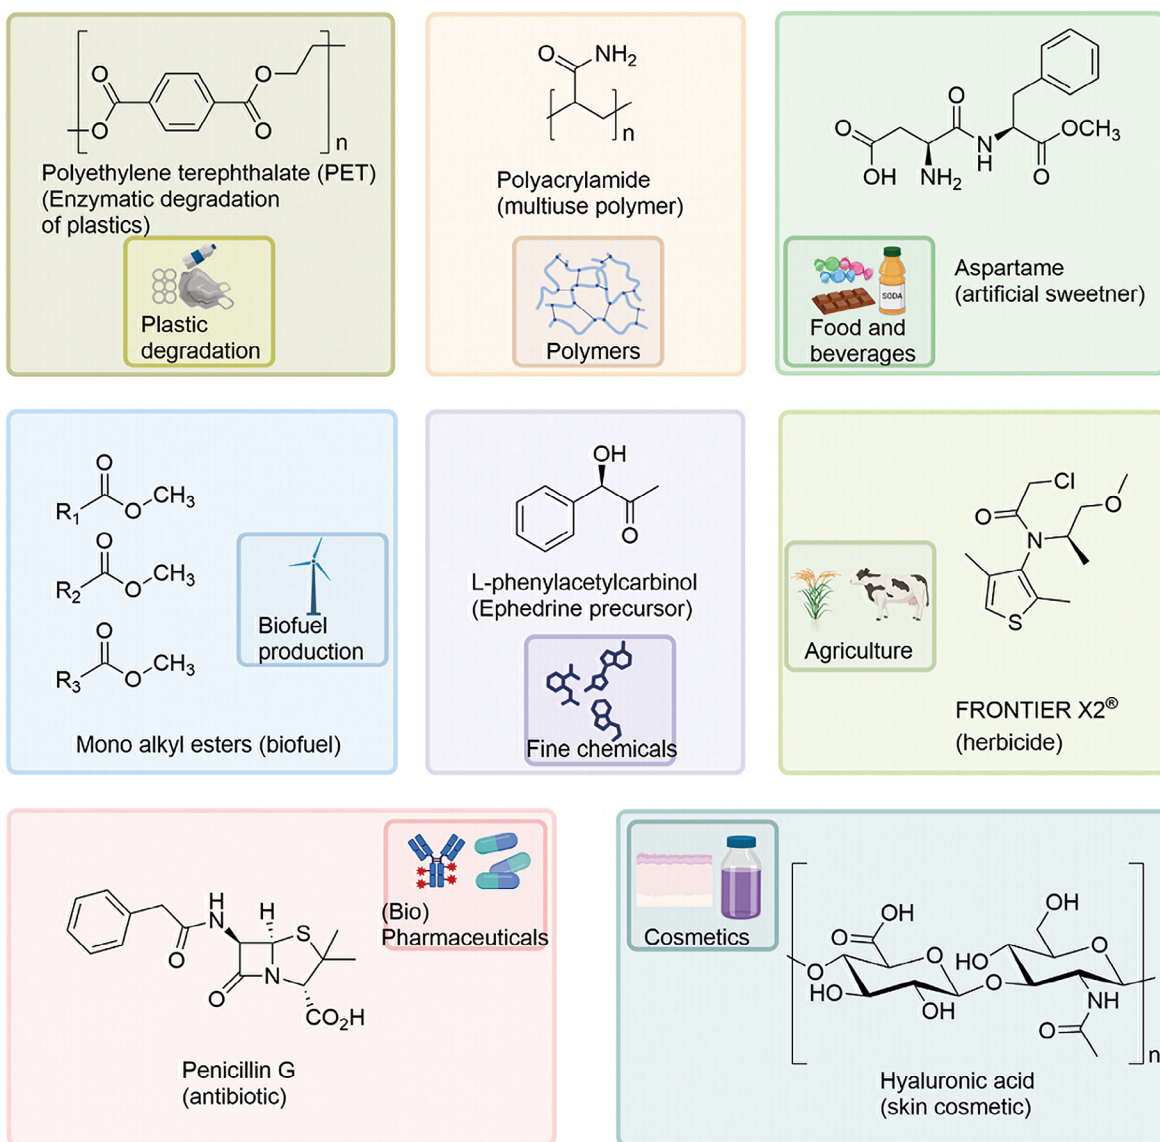 O
O
O
O
n
Polyethylene terephthalate (PET)
(Enzymatic degradation
of plastics)
Plastic
degradation
O
NH2
n
Polyacrylamide
(multiuse polymer)
Polymers
O
O
OH
NH2
N
H
OCH3
O
SODA
Food and
beverages
Aspartame
(artificial sweetner)
O
R1
O
CH3
O
R2
O
CH3
O
R3
O
CH3
Biofuel
production
Mono alkyl esters (biofuel)
OH
O
L-phenylacetylcarbinol
(Ephedrine precursor)
Fine chemicals
Cl
O
O
N
S
Agriculture
FRONTIER X2®
(herbicide)
(Bio)
Pharmaceuticals
H
N
H
S
O
N
O
CO2H
Penicillin G
(antibiotic)
Cosmetics
OH
OH
O
O
O
HO
O
HO
O
OH
NH
O
n
Hyaluronic acid
(skin cosmetic)